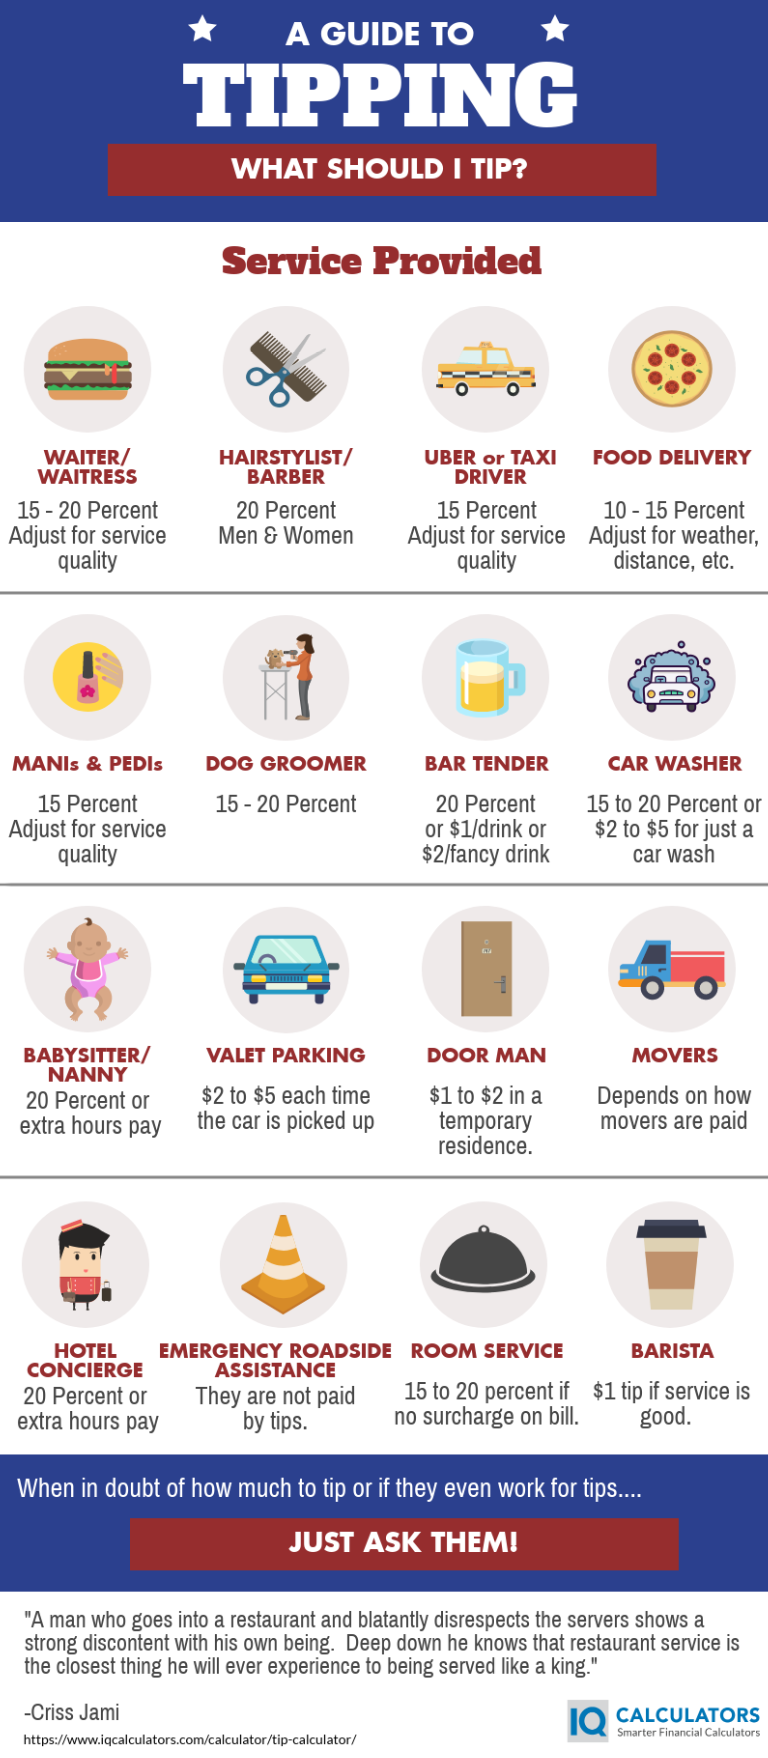 A GUIDE TO
TIPPING
WHAT SHOULD I TIP?
Service Provided
WAITER/
WAITRESS
15 - 20 Percent
Adjust for service
quality
HAIRSTYLIST/
BARBER
20 Percent
Men & Women
UBER or TAXI
DRIVER
15 Percent
Adjust for service
quality
FOOD DELIVERY
10 - 15 Percent
Adjust for weather,
distance, etc.
MANIs & PEDIs
15 Percent
Adjust for service
quality
DOG GROOMER
15 - 20 Percent
BAR TENDER
20 Percent
or $1/drink or
$2/fancy drink
CAR WASHER
15 to 20 Percent or
$2 to $5 for just a
car wash
BABYSITTER/
NANNY
20 Percent or
extra hours pay
VALET PARKING
$2 to $5 each time
the car is picked up
DOOR MAN
$1 to $2 in a
temporary
residence.
MOVERS
Depends on how
movers are paid
HOTEL
CONCIERGE
20 Percent or
extra hours pay
EMERGENCY ROADSIDE
ASSISTANCE
They are not paid
by tips.
ROOM SERVICE
15 to 20 percent if
no surcharge on bill.
BARISTA
$1 tip if service is
good.
When in doubt of how much to tip or if they even work for tips....
JUST ASK THEM!
"A man who goes into a restaurant and blatantly disrespects the servers shows a
strong discontent with his own being.  Deep down he knows that restaurant service is
the closest thing he will ever experience to being served like a king."
-Criss Jami
https://www.iqcalculators.com/calculator/tip-calculator/
IQ CALCULATORS
Smarter Financial Calculators